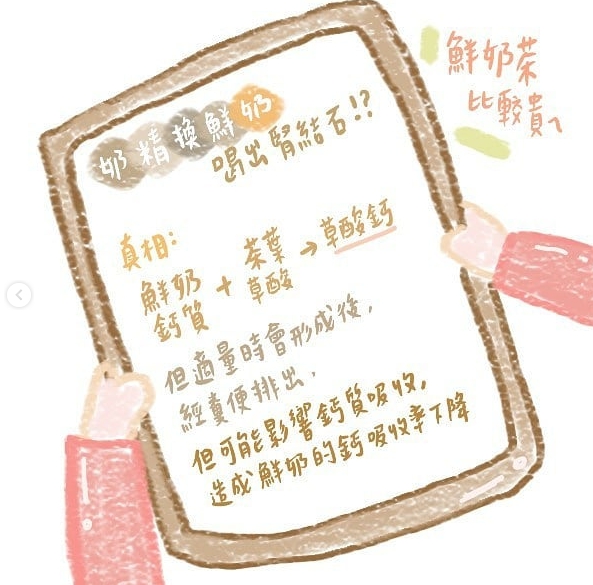 鮮奶茶
比較貴
奶精換鮮奶
喝出腎結石!?
真相:
鮮奶 + 茶葉 → 草酸鈣
鈣質 草酸
但適量時會形成後,
經糞便排出,
但可能影響鈣質吸收,
造成鮮奶的鈣吸收率下降